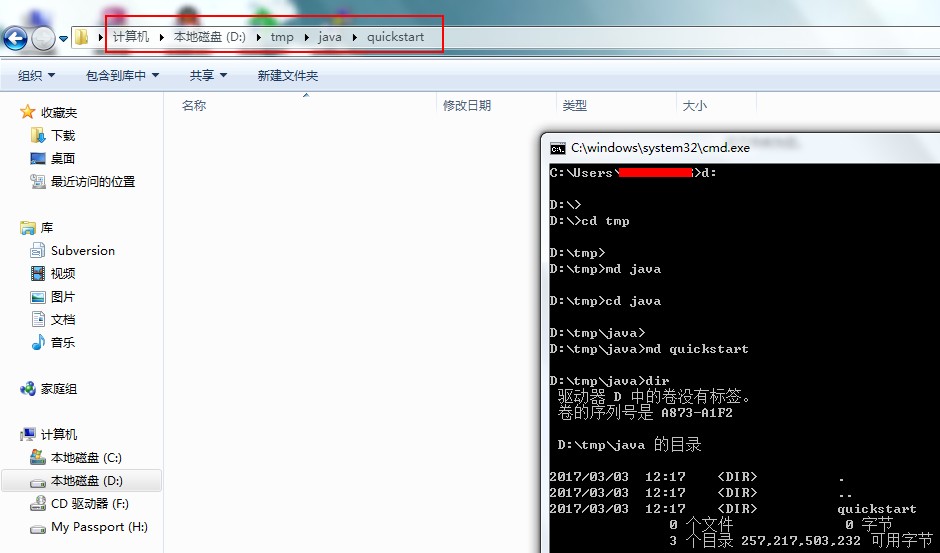 计算机 本地磁盘 (D:) tmp java quickstart
组织 包含到库中 共享 新建文件夹
名称 修改日期 类型 大小
收藏夹
下载
桌面
最近访问的位置
库
Subversion
视频
图片
文档
音乐
家庭组
计算机
本地磁盘 (C:)
本地磁盘 (D:)
CD 驱动器 (F:)
My Passport (H:)
C:\windows\system32\cmd.exe
C:\Users\ >d:
D:\>
D:\>cd tmp
D:\tmp>
D:\tmp>md java
D:\tmp>cd java
D:\tmp\java>
D:\tmp\java>md quickstart
D:\tmp\java>dir
驱动器 D 中的卷没有标签。
卷的序列号是 A873-A1F2
D:\tmp\java 的目录
2017/03/03 12:17 <DIR> .
2017/03/03 12:17 <DIR> ..
2017/03/03 12:17 <DIR> quickstart
0 个文件 0 字节
3 个目录 257,217,503,232 可用字节